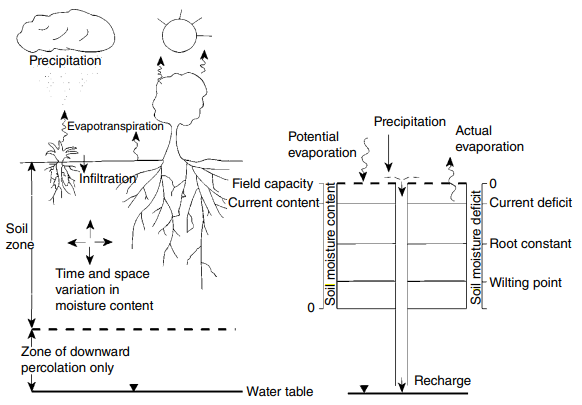 Precipitation
Evapotranspiration
Infiltration
Soil
zone
Time and space
variation in
moisture content
Zone of downward
percolation only
Water table
Potential
evaporation
Precipitation
Actual
evaporation
Field capacity
Current content
0
Soil moisture content
Soil moisture deficit
0
Current deficit
Root constant
Wilting point
Recharge